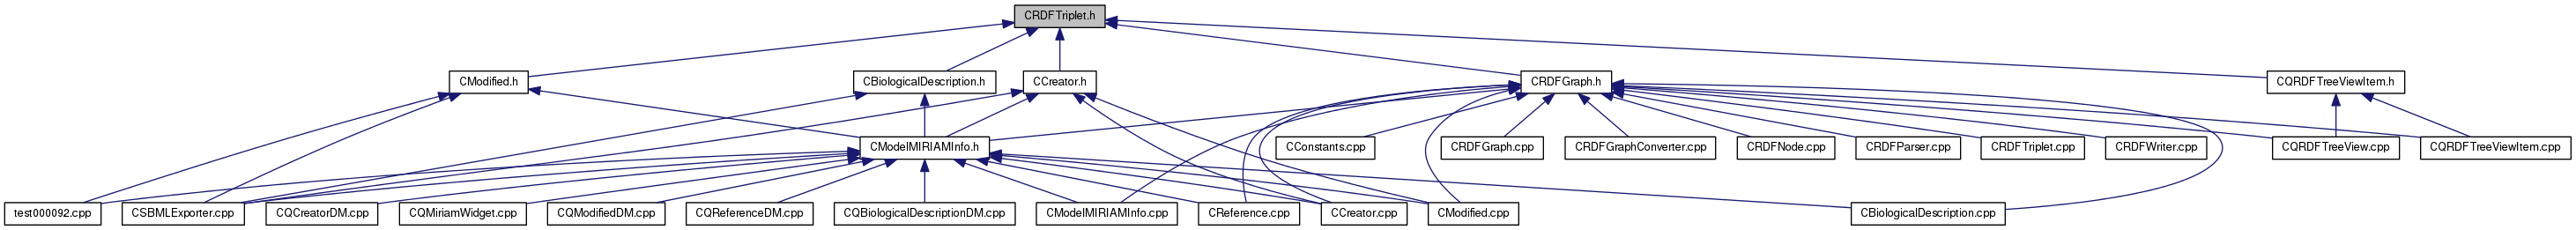 CRDFTriplet.h
CModified.h
CBiologicalDescription.h
CCreator.h
CRDFGraph.h
CQRDFTreeViewItem.h
CModelMIRIAMInfo.h
CConstants.cpp
CRDFGraph.cpp
CRDFGraphConverter.cpp
CRDFNode.cpp
CRDFParser.cpp
CRDFTriplet.cpp
CRDFWriter.cpp
CQRDFTreeView.cpp
CQRDFTreeViewItem.cpp
test000092.cpp
CSBMLExporter.cpp
CQCreatorDM.cpp
CQMiriamWidget.cpp
CQModifiedDM.cpp
CQReferenceDM.cpp
CQBiologicalDescriptionDM.cpp
CModelMIRIAMInfo.cpp
CReference.cpp
CCreator.cpp
CModified.cpp
CBiologicalDescription.cpp